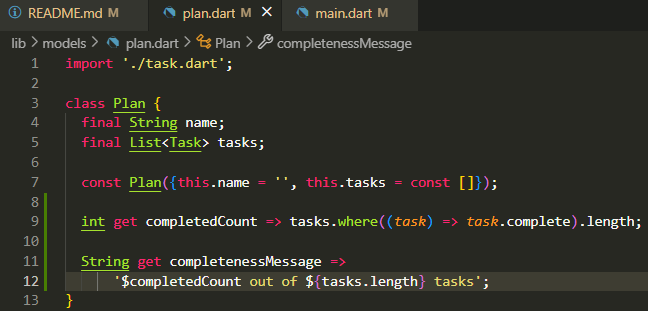 README.md M plan.dart M X main.dart M
lib > models > plan.dart > Plan > completenessMessage
1 import './task.dart';
2
3 class Plan {
4 final String name;
5 final List<Task> tasks;
6
7 const Plan({this.name = '', this.tasks = const []});
8
9 int get completedCount => tasks.where((task) => task.complete).length;
10
11 String get completenessMessage =>
12 '$completedCount out of ${tasks.length} tasks';
13 }